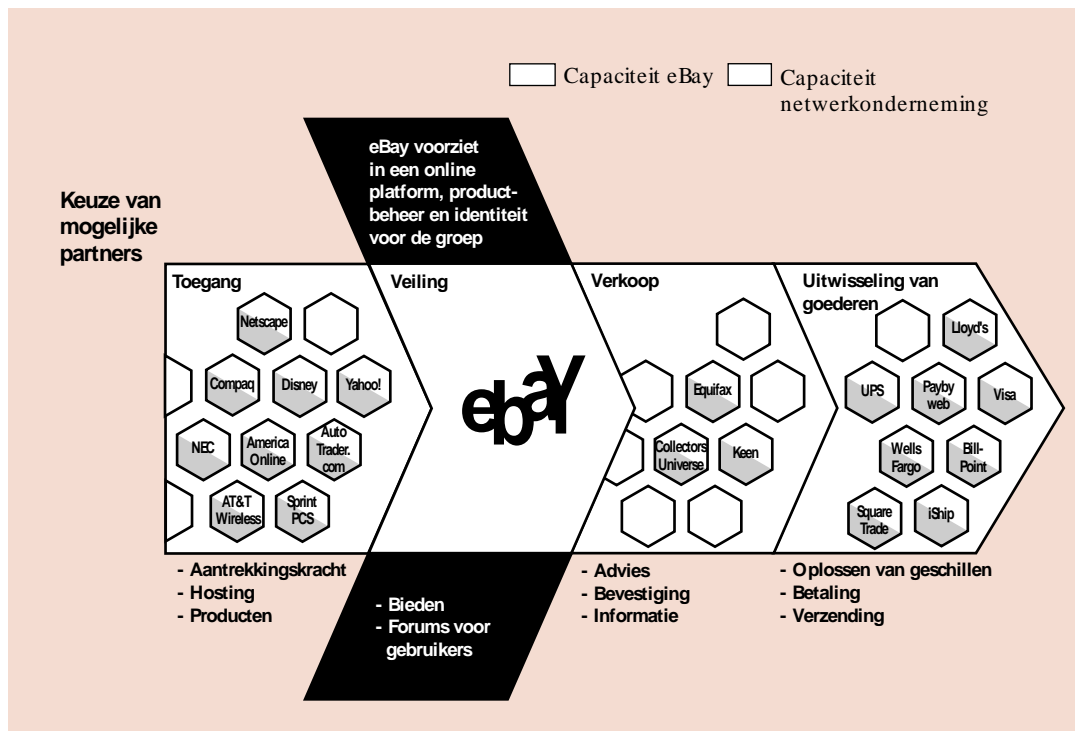 Capaciteit eBay
Capaciteit
netwerkonderneming
eBay voorziet
in een online
platform, product-
beheer en identiteit
voor de groep
Keuze van
mogelijke
partners
Toegang
Netscape
Compaq
Disney
Yahoo!
NEC
America
Online
Auto
Trader.
com
AT&T
Wireless
Sprint
PCS
- Aantrekkingskracht
- Hosting
- Producten
Veiling
ebay
- Bieden
- Forums voor
gebruikers
Verkoop
Equifax
Collectors
Universe
Keen
- Advies
- Bevestiging
- Informatie
Uitwisseling van
goederen
Lloyd's
UPS
Payby
web
Visa
Wells
Fargo
Bill-
Point
Square
Trade
iShip
- Oplossen van geschillen
- Betaling
- Verzending